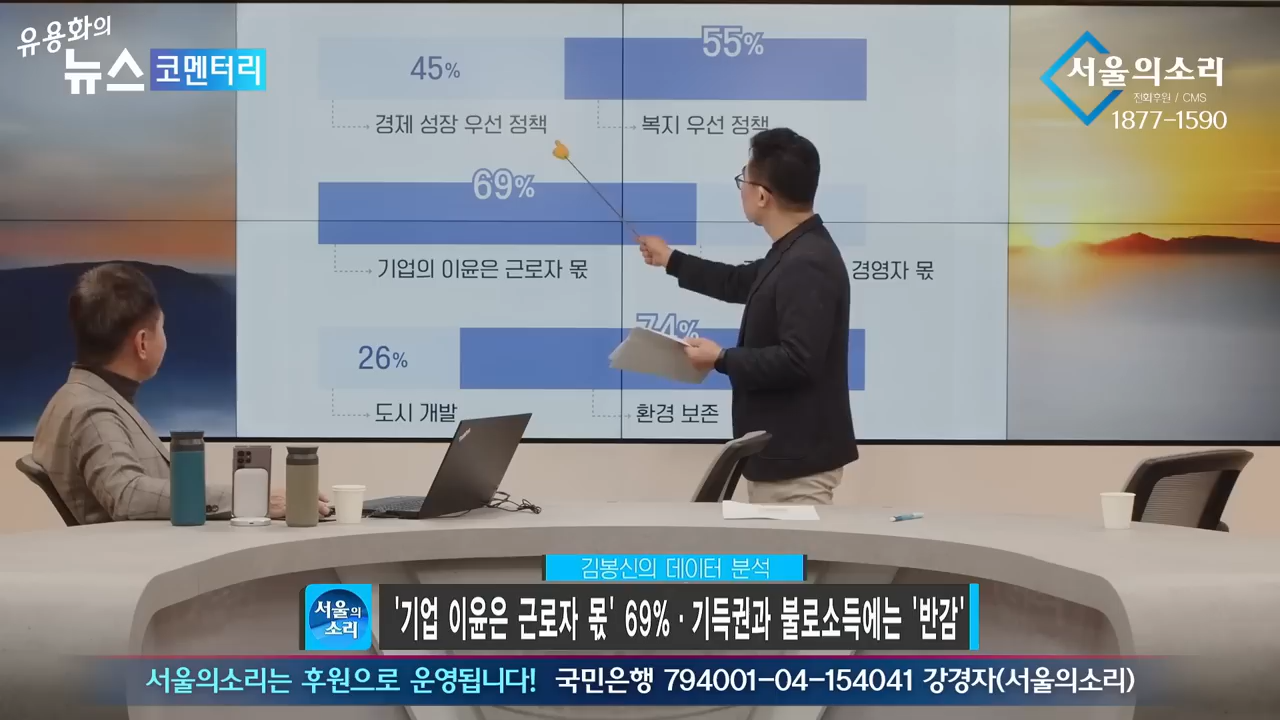 유용화의
뉴스 코멘터리
서울의소리
전화후원 / CMS
1877-1590
45%
55%
경제 성장 우선 정책
복지 우선 정책
69%
기업의 이윤은 근로자 몫
경영자 몫
26%
74%
도시 개발
환경 보존
김봉신의 데이터 분석
서울의
소리
'기업 이윤은 근로자 몫' 69%·기득권과 불로소득에는 '반감'
서울의소리는 후원으로 운영됩니다! 국민은행 794001-04-154041 강경자(서울의소리)